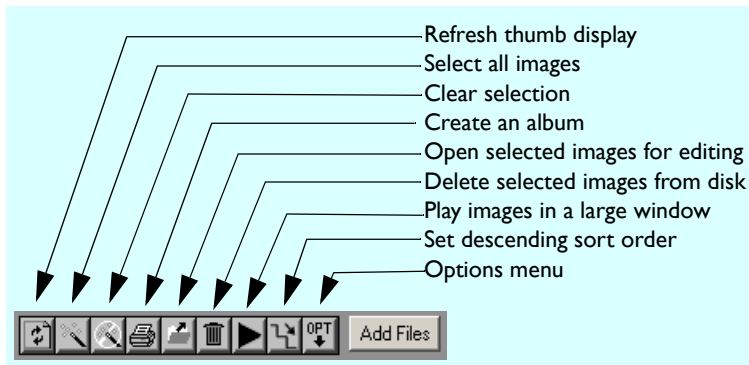 Refresh thumb display
Select all images
Clear selection
Create an album
Open selected images for editing
Delete selected images from disk
Play images in a large window
Set descending sort order
Options menu
OPT
Add Files